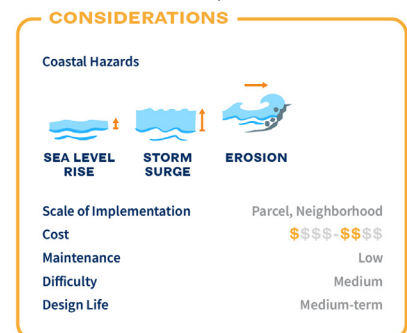 CONSIDERATIONS
Coastal Hazards
SEA LEVEL RISE
STORM SURGE
EROSION
Scale of Implementation Parcel, Neighborhood
Cost $$$$-$$$$
Maintenance Low
Difficulty Medium
Design Life Medium-term